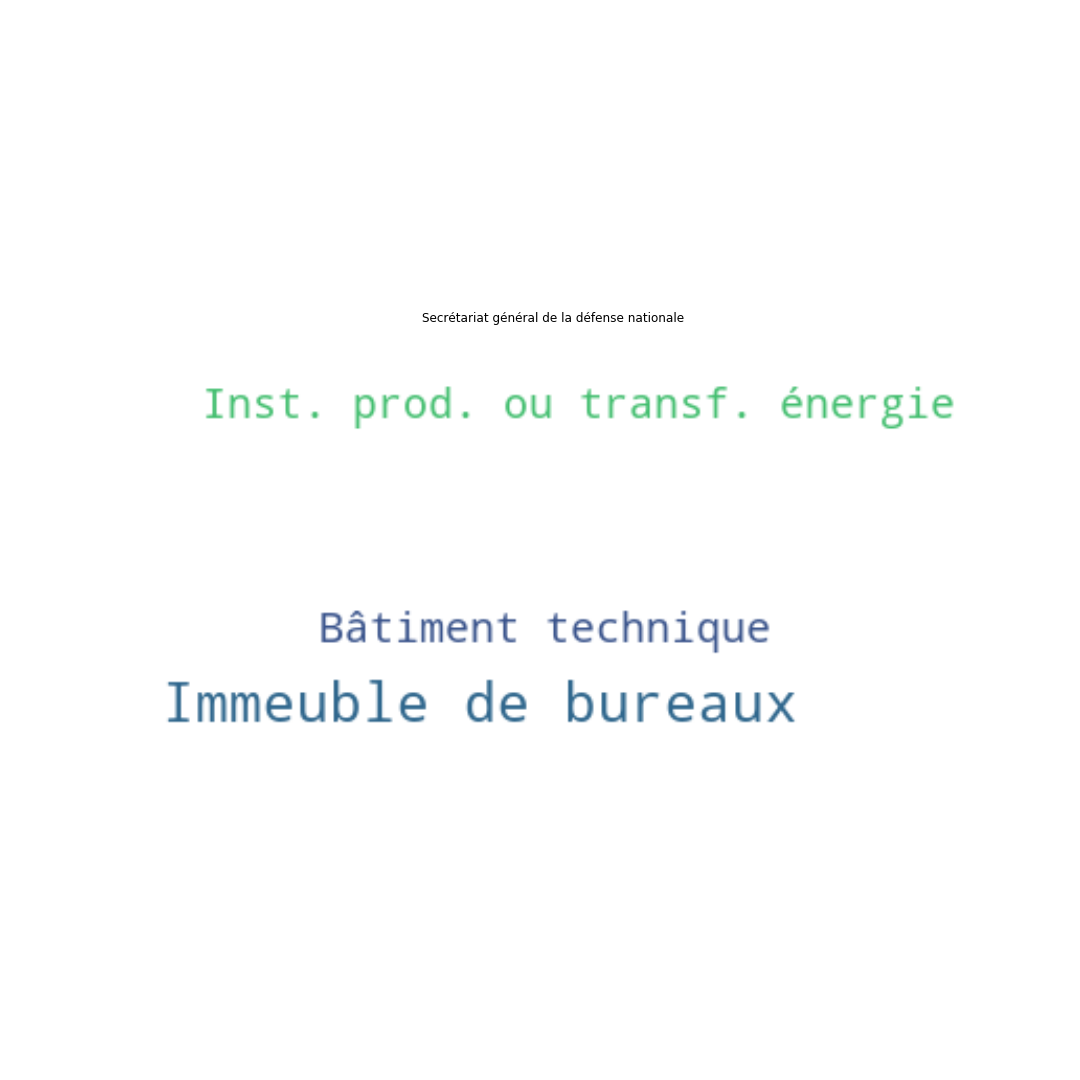 Secrétariat général de la défense nationale
Inst. prod. ou transf. énergie
Bâtiment technique
Immeuble de bureaux